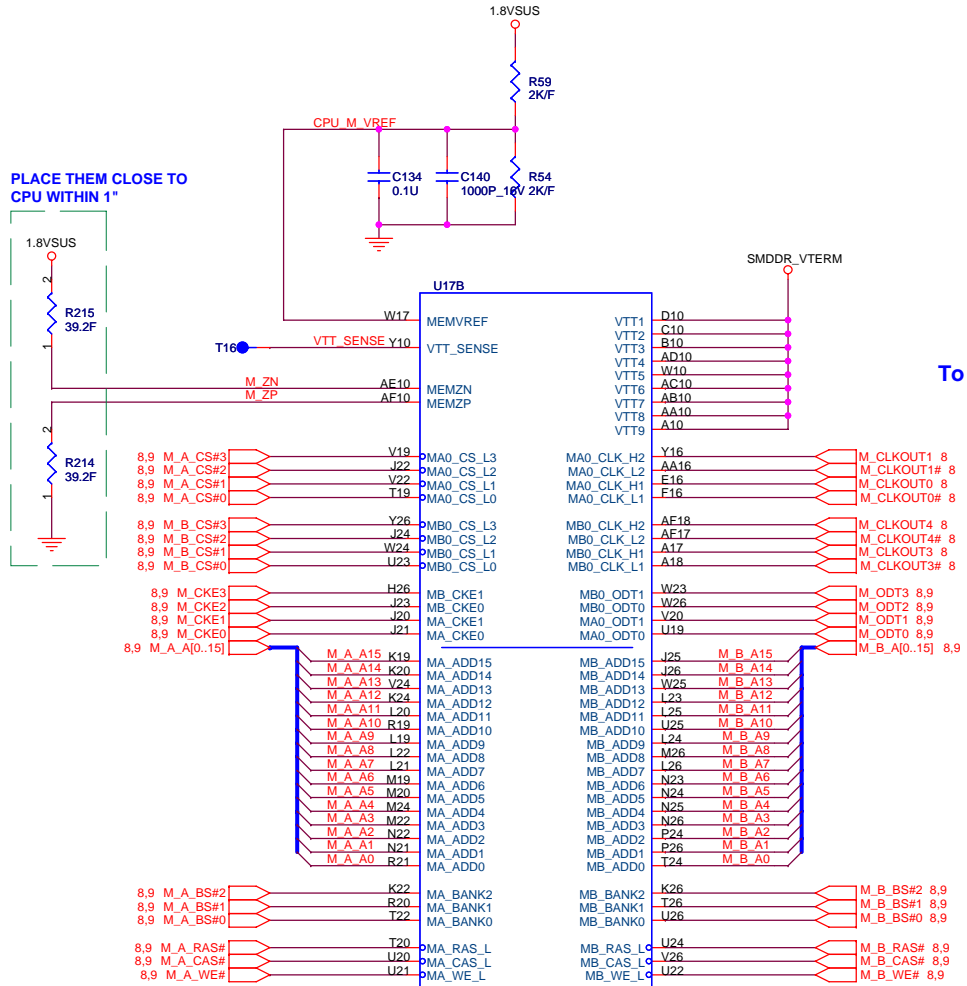 1.8VSUS
R59
2K/F
CPU_M_VREF
C134
0.1U
C140
1000P_16V
R54
2K/F
PLACE THEM CLOSE TO
CPU WITHIN 1"
1.8VSUS
2
R215
39.2F
1
2
R214
39.2F
1
SMDDR_VTERM
U17B
To
W17 MEMVREF VTT1 D10
VTT2 C10
T16 VTT_SENSE Y10 VTT_SENSE VTT3 B10
VTT4 AD10
VTT5 W10
M_ZN AE10 MEMZN VTT6 AC10
M_ZP AF10 MEMZP VTT7 AB10
VTT8 AA10
VTT9 A10
8,9 M_A_CS#3 V19 MA0_CS_L3 MA0_CLK_H2 Y16 M_CLKOUT1 8
8,9 M_A_CS#2 J22 MA0_CS_L2 MA0_CLK_L2 AA16 M_CLKOUT1# 8
8,9 M_A_CS#1 V22 MA0_CS_L1 MA0_CLK_H1 E16 M_CLKOUT0 8
8,9 M_A_CS#0 T19 MA0_CS_L0 MA0_CLK_L1 F16 M_CLKOUT0# 8
8,9 M_B_CS#3 Y26 MB0_CS_L3 MB0_CLK_H2 AF18 M_CLKOUT4 8
8,9 M_B_CS#2 J24 MB0_CS_L2 MB0_CLK_L2 AF17 M_CLKOUT4# 8
8,9 M_B_CS#1 W24 MB0_CS_L1 MB0_CLK_H1 A17 M_CLKOUT3 8
8,9 M_B_CS#0 U23 MB0_CS_L0 MB0_CLK_L1 A18 M_CLKOUT3# 8
8,9 M_CKE3 H26 MB_CKE1 MB0_ODT1 W23 M_ODT3 8,9
8,9 M_CKE2 J23 MB_CKE0 MB0_ODT0 W26 M_ODT2 8,9
8,9 M_CKE1 J20 MA_CKE1 MA0_ODT1 V20 M_ODT1 8,9
8,9 M_CKE0 J21 MA_CKE0 MA0_ODT0 U19 M_ODT0 8,9
8,9 M_A_A[0..15] M_B_A[0..15] 8,9
M_A_A15 K19 MA_ADD15 MB_ADD15 J25 M_B_A15
M_A_A14 K20 MA_ADD14 MB_ADD14 J26 M_B_A14
M_A_A13 V24 MA_ADD13 MB_ADD13 W25 M_B_A13
M_A_A12 K24 MA_ADD12 MB_ADD12 L23 M_B_A12
M_A_A11 L20 MA_ADD11 MB_ADD11 L25 M_B_A11
M_A_A10 R19 MA_ADD10 MB_ADD10 U25 M_B_A10
M_A_A9 L19 MA_ADD9 MB_ADD9 L24 M_B_A9
M_A_A8 L22 MA_ADD8 MB_ADD8 M26 M_B_A8
M_A_A7 L21 MA_ADD7 MB_ADD7 L26 M_B_A7
M_A_A6 M19 MA_ADD6 MB_ADD6 N23 M_B_A6
M_A_A5 M20 MA_ADD5 MB_ADD5 N24 M_B_A5
M_A_A4 M24 MA_ADD4 MB_ADD4 N25 M_B_A4
M_A_A3 M22 MA_ADD3 MB_ADD3 N26 M_B_A3
M_A_A2 N22 MA_ADD2 MB_ADD2 P24 M_B_A2
M_A_A1 N21 MA_ADD1 MB_ADD1 P26 M_B_A1
M_A_A0 R21 MA_ADD0 MB_ADD0 T24 M_B_A0
8,9 M_A_BS#2 K22 MA_BANK2 MB_BANK2 K26 M_B_BS#2 8,9
8,9 M_A_BS#1 R20 MA_BANK1 MB_BANK1 T26 M_B_BS#1 8,9
8,9 M_A_BS#0 T22 MA_BANK0 MB_BANK0 U26 M_B_BS#0 8,9
8,9 M_A_RAS# T20 MA_RAS_L MB_RAS_L U24 M_B_RAS# 8,9
8,9 M_A_CAS# U20 MA_CAS_L MB_CAS_L V26 M_B_CAS# 8,9
8,9 M_A_WE# U21 MA_WE_L MB_WE_L U22 M_B_WE# 8,9